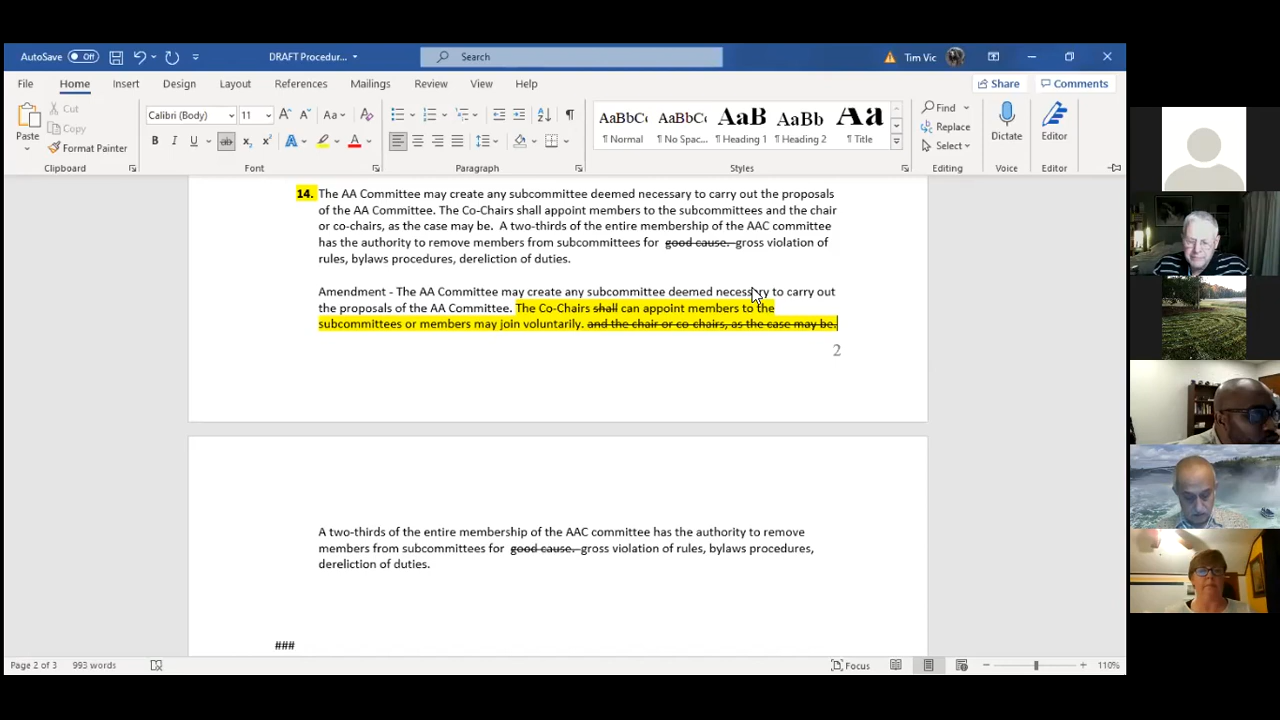 AutoSave Off DRAFT Procedur... Search Tim Vic
File Home Insert Design Layout References Mailings Review View Help Share Comments
Paste
Cut
Copy
Format Painter
Clipboard
Calibri (Body) 11
Font
Paragraph
AaBbCc AaBbCc AaB AaBb Aa
¶ Normal ¶ No Spac... ¶ Heading 1 ¶ Heading 2 ¶ Title
Styles
Find
Replace
Select
Editing
Dictate
Voice
Editor
Editor
14. The AA Committee may create any subcommittee deemed necessary to carry out the proposals
of the AA Committee. The Co-Chairs shall appoint members to the subcommittees and the chair
or co-chairs, as the case may be. A two-thirds of the entire membership of the AAC committee
has the authority to remove members from subcommittees for good cause. gross violation of
rules, bylaws procedures, dereliction of duties.
Amendment - The AA Committee may create any subcommittee deemed necessary to carry out
the proposals of the AA Committee. The Co-Chairs shall can appoint members to the
subcommittees or members may join voluntarily. and the chair or co-chairs, as the case may be.
2
A two-thirds of the entire membership of the AAC committee has the authority to remove
members from subcommittees for good cause. gross violation of rules, bylaws procedures,
dereliction of duties.
###
Page 2 of 3 993 words Focus 110%